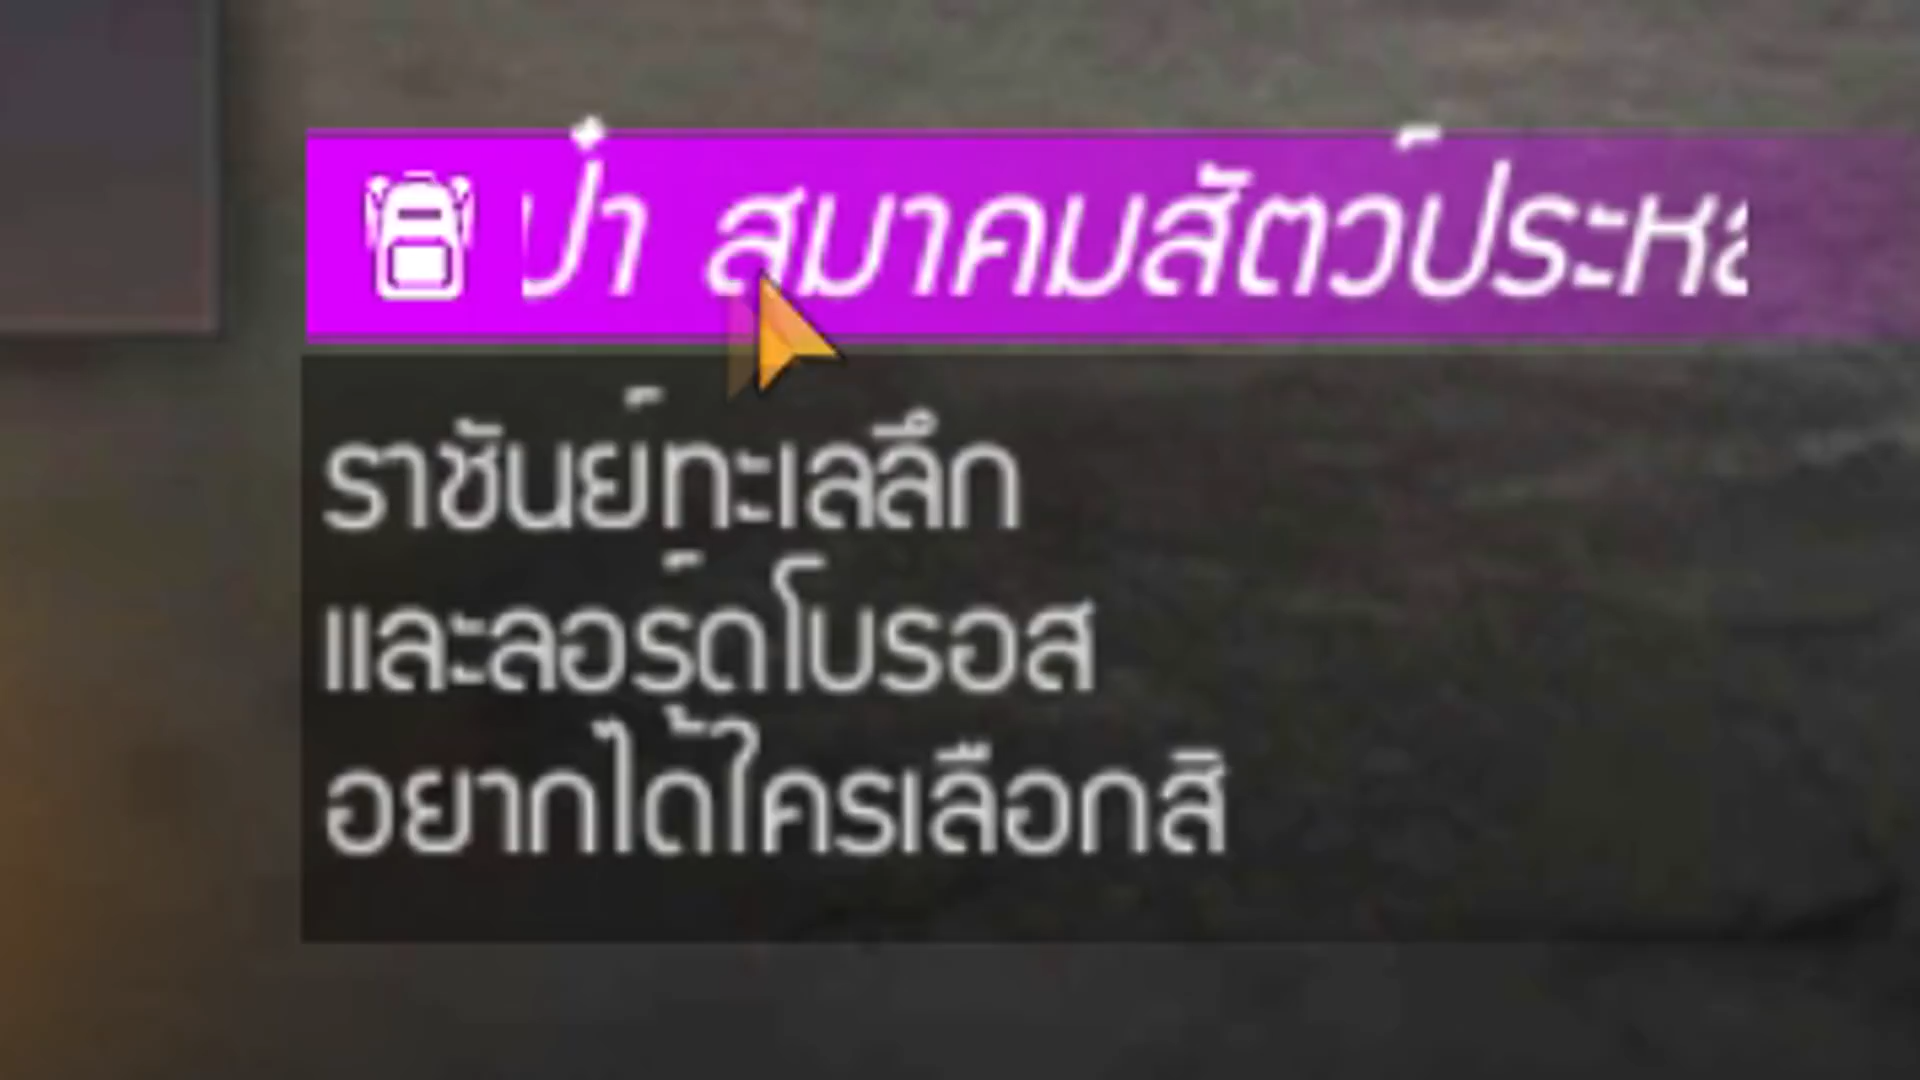 ป๋า สมาคมสัตว์ประห
ราชันย์ทะเลลึก
และลอร์ดโบรอส
อยากได้ใครเลือกสิ